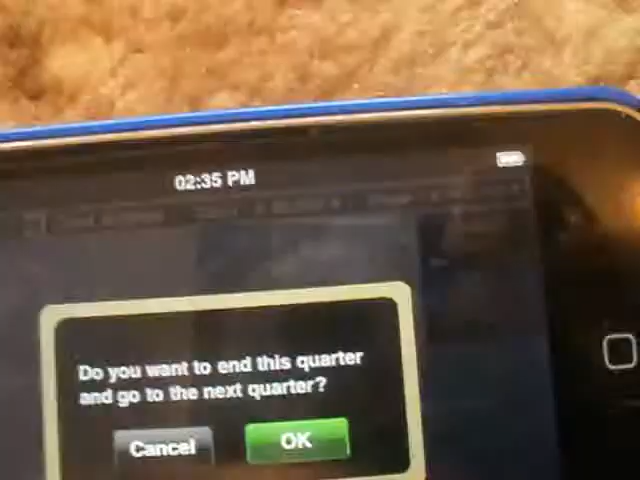 02:35 PM
Do you want to end this quarter
and go to the next quarter?
Cancel
OK